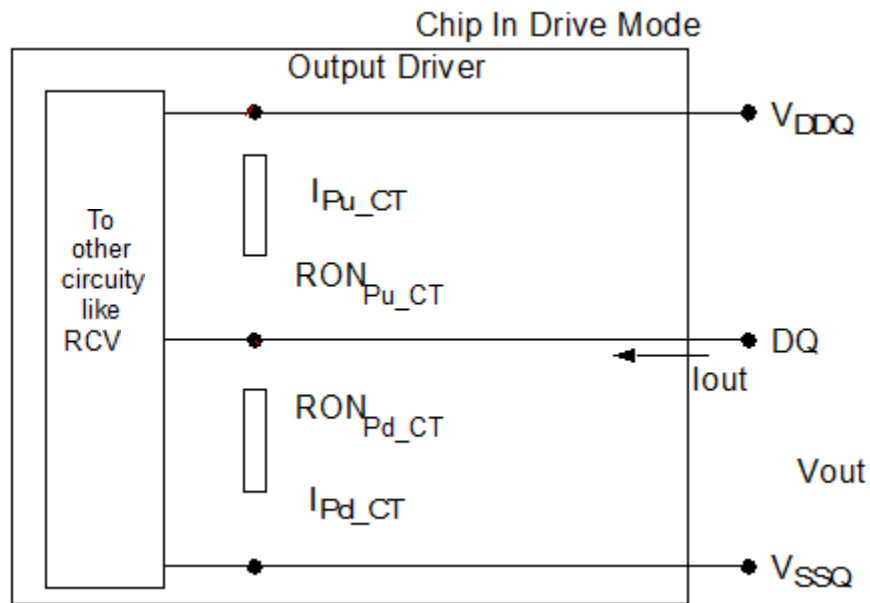 Chip In Drive Mode
Output Driver
VDDQ
IPu_CT
To
other
circuity
like
RCV
RONPu_CT
DQ
Iout
RONPd_CT
Vout
IPd_CT
VSSQ